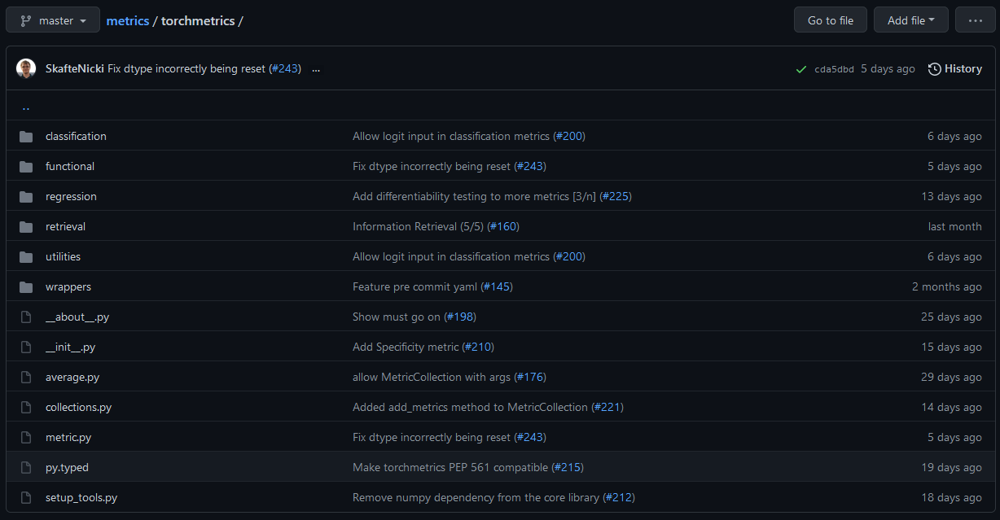 master metrics / torchmetrics / Go to file Add file ...
SkafteNicki Fix dtype incorrectly being reset (#243) ... cda5dbd 5 days ago History
..
classification Allow logit input in classification metrics (#200) 6 days ago
functional Fix dtype incorrectly being reset (#243) 5 days ago
regression Add differentiability testing to more metrics [3/n] (#225) 13 days ago
retrieval Information Retrieval (5/5) (#160) last month
utilities Allow logit input in classification metrics (#200) 6 days ago
wrappers Feature pre commit yaml (#145) 2 months ago
__about__.py Show must go on (#198) 25 days ago
__init__.py Add Specificity metric (#210) 15 days ago
average.py allow MetricCollection with args (#176) 29 days ago
collections.py Added add_metrics method to MetricCollection (#221) 14 days ago
metric.py Fix dtype incorrectly being reset (#243) 5 days ago
py.typed Make torchmetrics PEP 561 compatible (#215) 19 days ago
setup_tools.py Remove numpy dependency from the core library (#212) 18 days ago